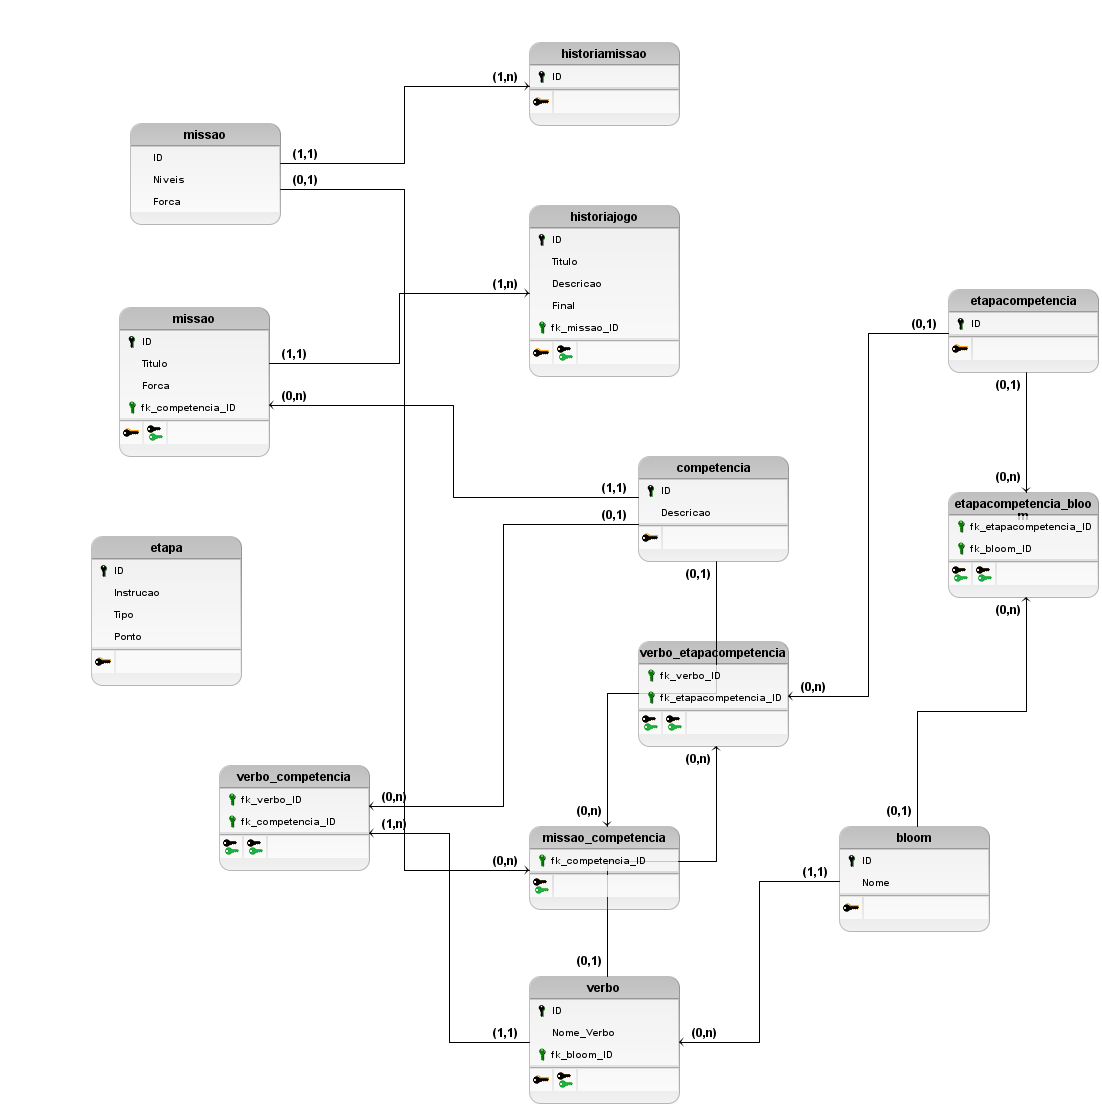 historiamissao
ID
(1,n)
missao
ID
Niveis
Forca
(1,1)
(0,1)
historiajogo
ID
Titulo
Descricao
Final
fk_missao_ID
(1,n)
missao
ID
Titulo
Forca
fk_competencia_ID
(1,1)
(0,n)
etapacompetencia
ID
(0,1)
(0,1)
(0,n)
etapacompetencia_bloo
m
fk_etapacompetencia_ID
fk_bloom_ID
(0,n)
competencia
ID
Descricao
(1,1)
(0,1)
(0,1)
etapa
ID
Instrucao
Tipo
Ponto
verbo_etapacompetencia
fk_verbo_ID
fk_etapacompetencia_ID
(0,n)
(0,n)
verbo_competencia
fk_verbo_ID
fk_competencia_ID
(0,n)
(1,n)
missao_competencia
fk_competencia_ID
(0,n)
(0,n)
bloom
ID
Nome
(0,1)
(1,1)
verbo
ID
Nome_Verbo
fk_bloom_ID
(0,1)
(1,1)
(0,n)